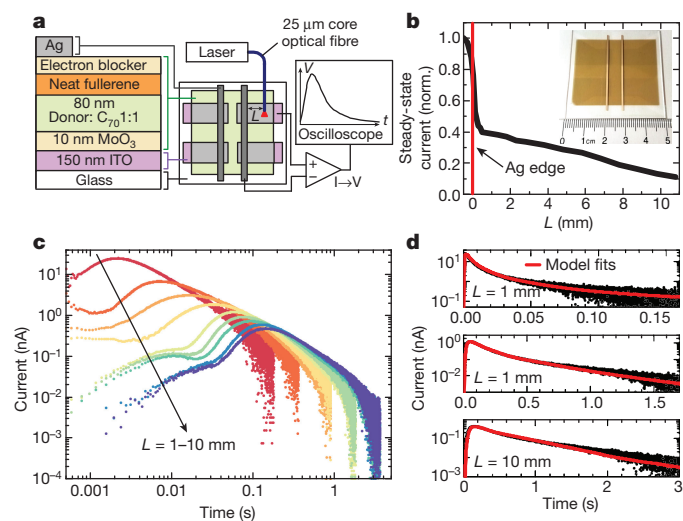 a
25 μm core
optical fibre
Laser
Ag
Electron blocker
Neat fullerene
80 nm
Donor: C70 1:1
10 nm MoO3
150 nm ITO
Glass
L
V
t
Oscilloscope
+
−
I→V
b
Steady-state
current (norm.)
1.0
0.8
0.6
0.4
0.2
0.0
Ag edge
0 1cm 2 3 4 5
0 2 4 6 8 10
L (mm)
c
Current (nA)
10¹
10⁰
10⁻¹
10⁻²
10⁻³
10⁻⁴
L = 1–10 mm
0.001 0.01 0.1 1
Time (s)
d
Current (nA)
10¹
10⁻¹
Model fits
L = 1 mm
0.0 0.05 0.10 0.15
10⁰
10⁻²
L = 1 mm
0.0 0.5 1.0 1.5
10⁻¹
10⁻³
L = 10 mm
0 1 2 3
Time (s)